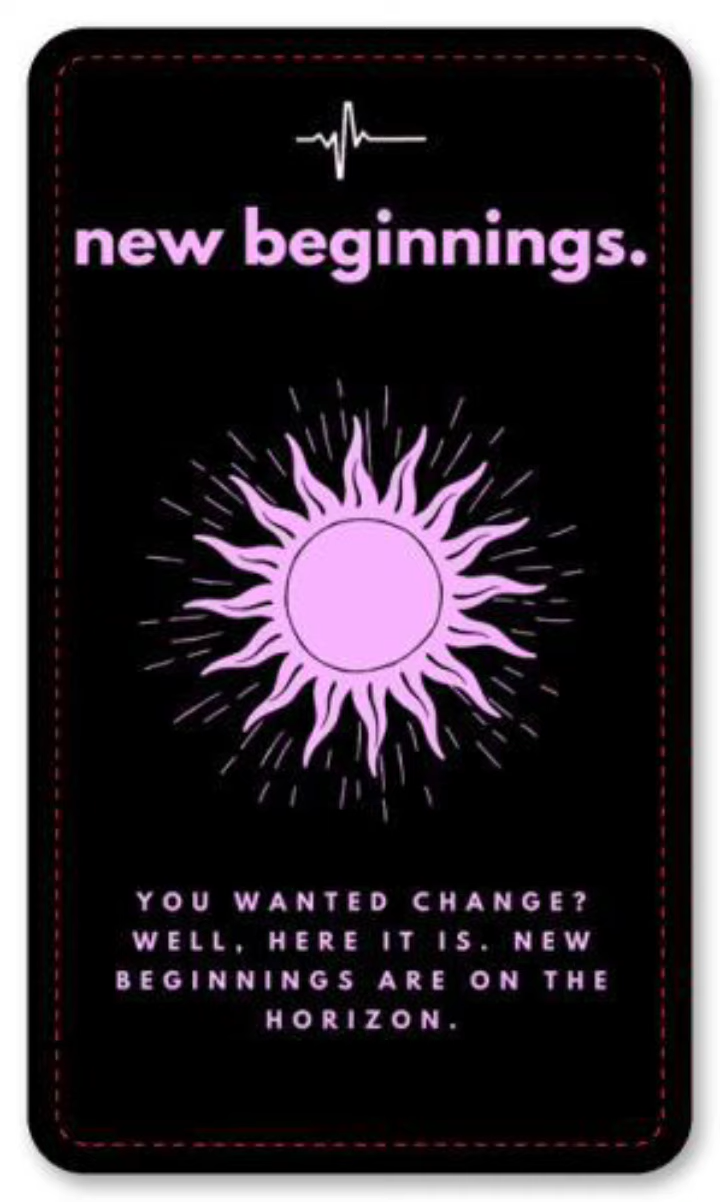 new beginnings.
YOU WANTED CHANGE?
WELL, HERE IT IS. NEW
BEGINNINGS ARE ON THE
HORIZON.